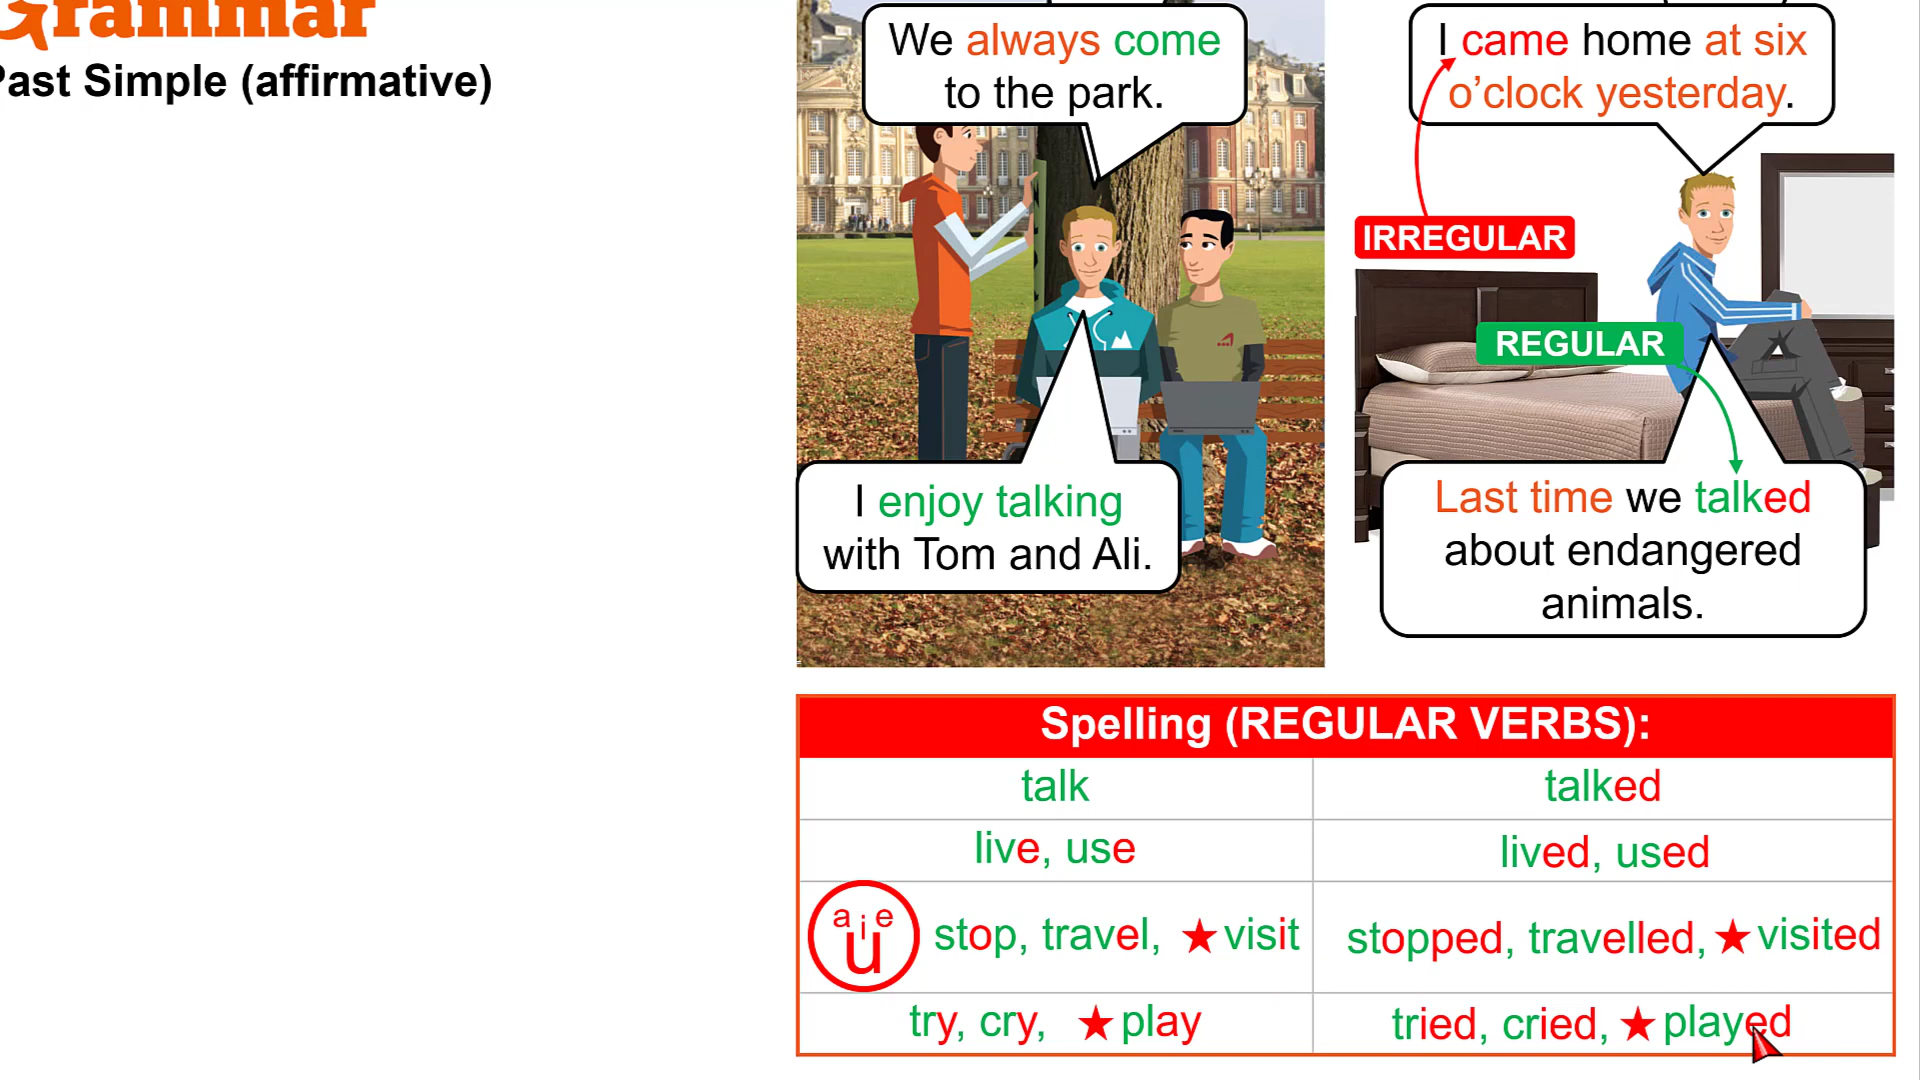 Grammar
Past Simple (affirmative)
We always come
to the park.
I came home at six
o'clock yesterday.
IRREGULAR
REGULAR
I enjoy talking
with Tom and Ali.
Last time we talked
about endangered
animals.
Spelling (REGULAR VERBS):
talk talked
live, use lived, used
a i e
u
stop, travel, ★ visit stopped, travelled, ★ visited
try, cry, ★ play tried, cried, ★ played